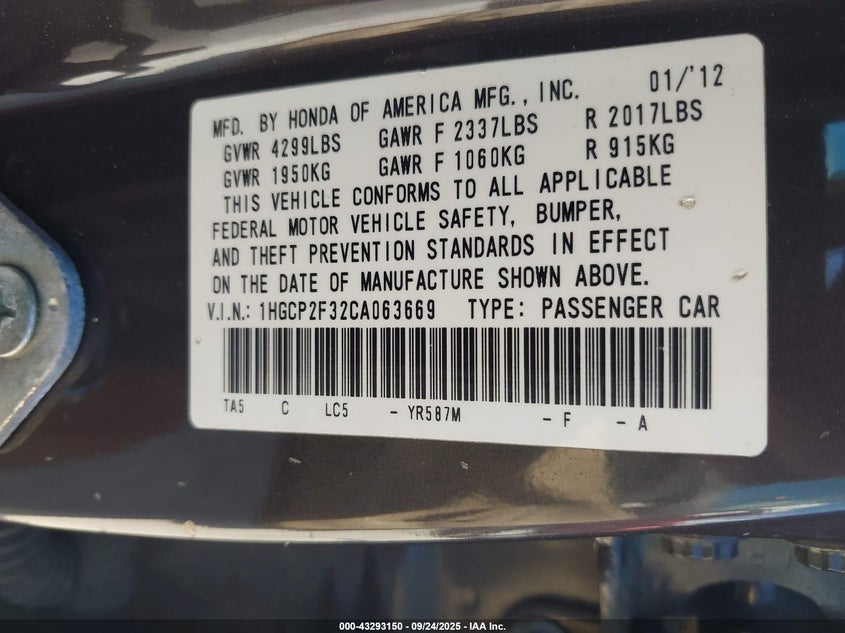 01/'12
MFD. BY HONDA OF AMERICA MFG., INC.
GVWR 4299LBS GAWR F 2337LBS R 2017LBS
GVWR 1950KG GAWR F 1060KG R 915KG
THIS VEHICLE CONFORMS TO ALL APPLICABLE
FEDERAL MOTOR VEHICLE SAFETY, BUMPER,
AND THEFT PREVENTION STANDARDS IN EFFECT
ON THE DATE OF MANUFACTURE SHOWN ABOVE.
V.I.N.: 1HGCP2F32CA063669 TYPE: PASSENGER CAR
TA5 C LC5 - YR587M - F - A
000-43293150 - 09/24/2025 - IAA Inc.